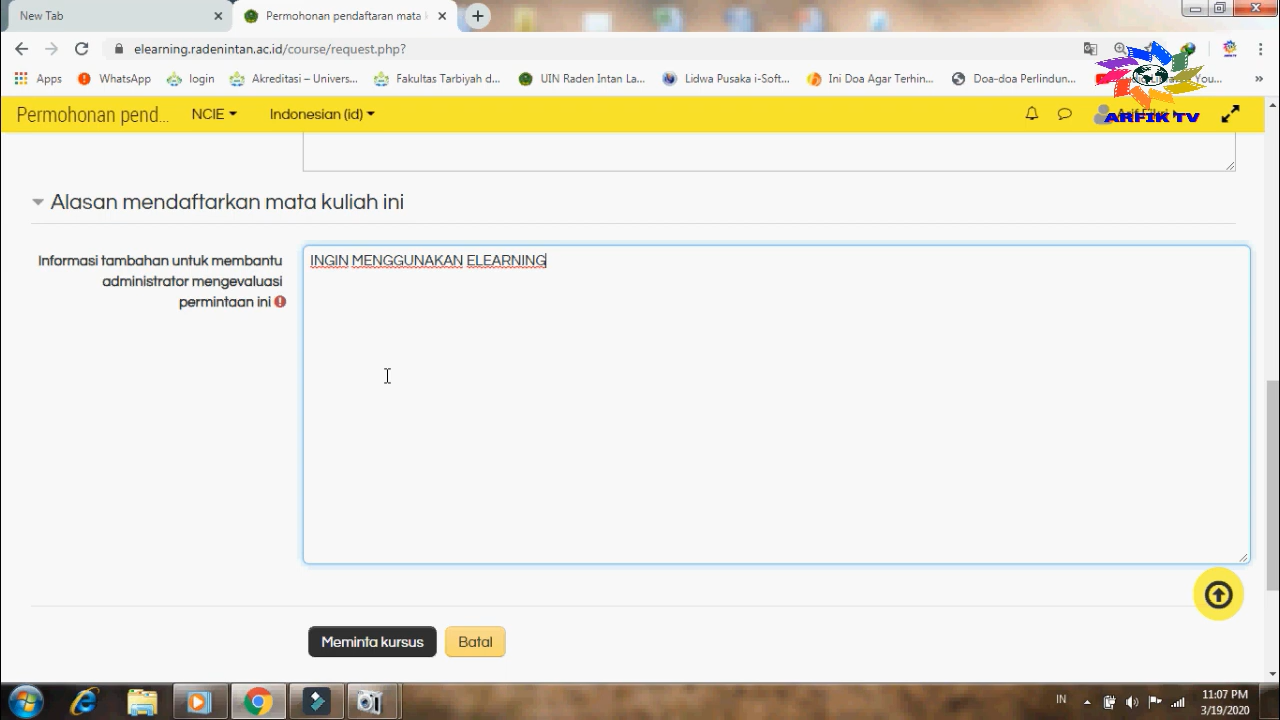 New Tab
Permohonan pendaftaran mata
elearning.radenintan.ac.id/course/request.php?
Apps
WhatsApp
login
Akreditasi – Univers...
Fakultas Tarbiyah d...
UIN Raden Intan La...
Lidwa Pusaka i-Soft...
Ini Doa Agar Terhin...
Doa-doa Perlindun...
You...
»
Permohonan pend...
NCIE
Indonesian (id)
ARFIK TV
Alasan mendaftarkan mata kuliah ini
Informasi tambahan untuk membantu
administrator mengevaluasi
permintaan ini
INGIN MENGGUNAKAN ELEARNING
Meminta kursus
Batal
IN
11:07 PM
3/19/2020